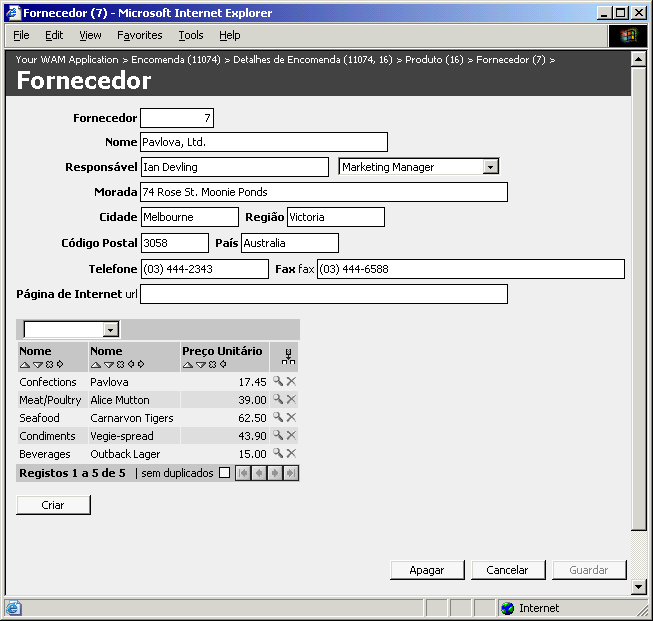 Fornecedor (7) - Microsoft Internet Explorer
File Edit View Favorites Tools Help
Your WAM Application > Encomenda (11074) > Detalhes de Encomenda (11074, 16) > Produto (16) > Fornecedor (7) >
Fornecedor
Fornecedor 7
Nome Pavlova, Ltd.
Responsável Ian Devling Marketing Manager
Morada 74 Rose St. Moonie Ponds
Cidade Melbourne Região Victoria
Código Postal 3058 País Australia
Telefone (03) 444-2343 Fax fax (03) 444-6588
Página de Internet url
Nome Nome Preço Unitário
Confections Pavlova 17.45
Meat/Poultry Alice Mutton 39.00
Seafood Carnarvon Tigers 62.50
Condiments Vegie-spread 43.90
Beverages Outback Lager 15.00
Registos 1 a 5 de 5 | sem duplicados
Criar
Apagar Cancelar Guardar
Internet